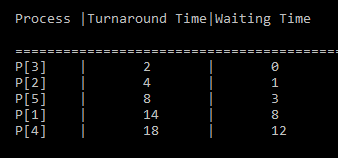 Process |Turnaround Time|Waiting Time
==========================================
P[3] | 2 | 0
P[2] | 4 | 1
P[5] | 8 | 3
P[1] | 14 | 8
P[4] | 18 | 12